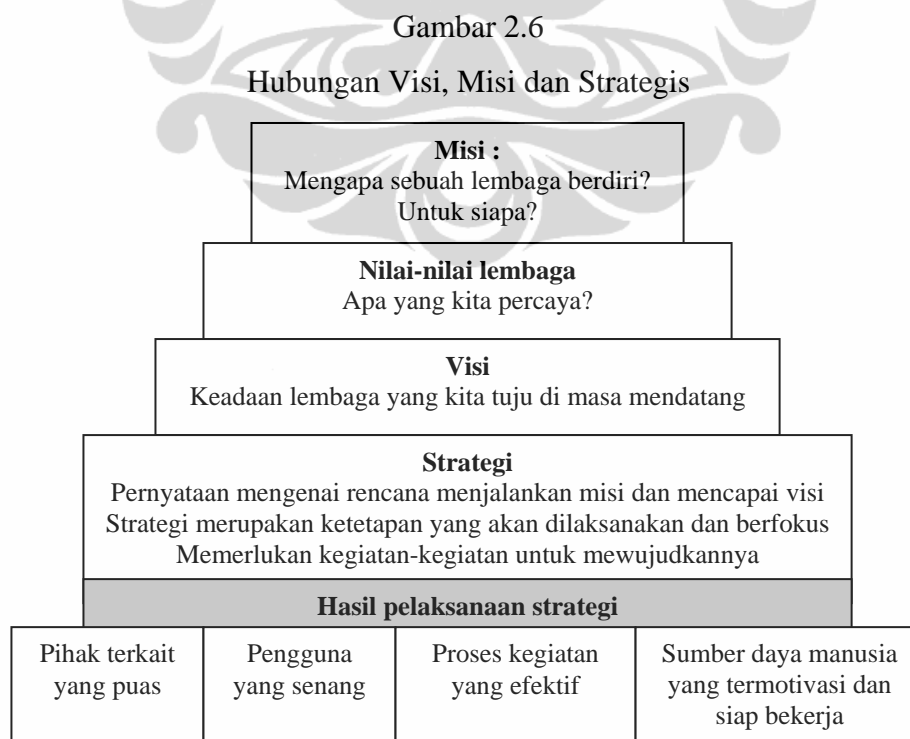 Gambar 2.6
Hubungan Visi, Misi dan Strategis
Misi :
Mengapa sebuah lembaga berdiri?
Untuk siapa?
Nilai-nilai lembaga
Apa yang kita percaya?
Visi
Keadaan lembaga yang kita tuju di masa mendatang
Strategi
Pernyataan mengenai rencana menjalankan misi dan mencapai visi
Strategi merupakan ketetapan yang akan dilaksanakan dan berfokus
Memerlukan kegiatan-kegiatan untuk mewujudkannya
Hasil pelaksanaan strategi
Pihak terkait
yang puas
Pengguna
yang senang
Proses kegiatan
yang efektif
Sumber daya manusia
yang termotivasi dan
siap bekerja